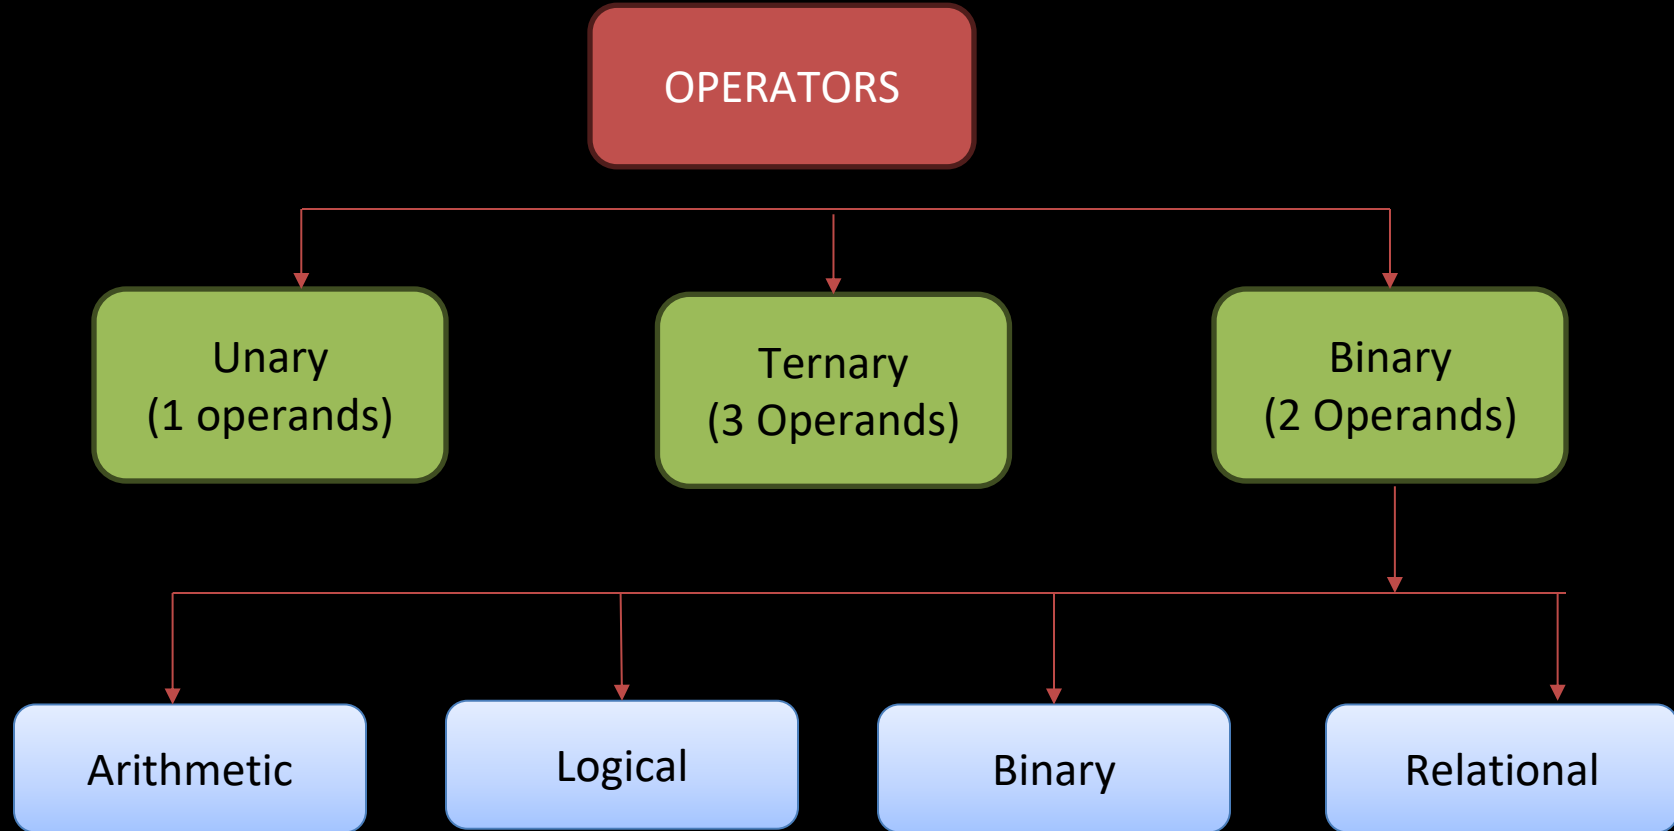 OPERATORS
Unary
(1 operands)
Ternary
(3 Operands)
Binary
(2 Operands)
Arithmetic
Logical
Binary
Relational